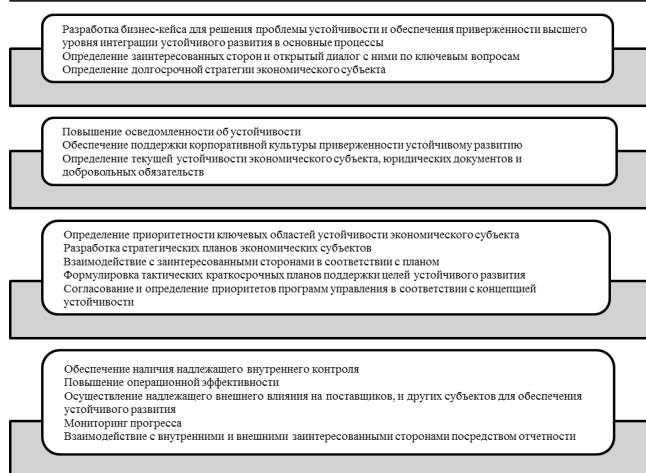 Разработка бизнес-кейса для решения проблемы устойчивости и обеспечения приверженности высшего
уровня интеграции устойчивого развития в основные процессы
Определение заинтересованных сторон и открытый диалог с ними по ключевым вопросам
Определение долгосрочной стратегии экономического субъекта
Повышение осведомленности об устойчивости
Обеспечение поддержки корпоративной культуры приверженности устойчивому развитию
Определение текущей устойчивости экономического субъекта, юридических документов и
добровольных обязательств
Определение приоритетности ключевых областей устойчивости экономического субъекта
Разработка стратегических планов экономических субъектов
Взаимодействие с заинтересованными сторонами в соответствии с планом
Формулировка тактических краткосрочных планов поддержки целей устойчивого развития
Согласование и определение приоритетов программ управления в соответствии с концепцией
устойчивости
Обеспечение наличия надлежащего внутреннего контроля
Повышение операционной эффективности
Осуществление надлежащего внешнего влияния на поставщиков, и других субъектов для обеспечения
устойчивого развития
Мониторинг прогресса
Взаимодействие с внутренними и внешними заинтересованными сторонами посредством отчетности